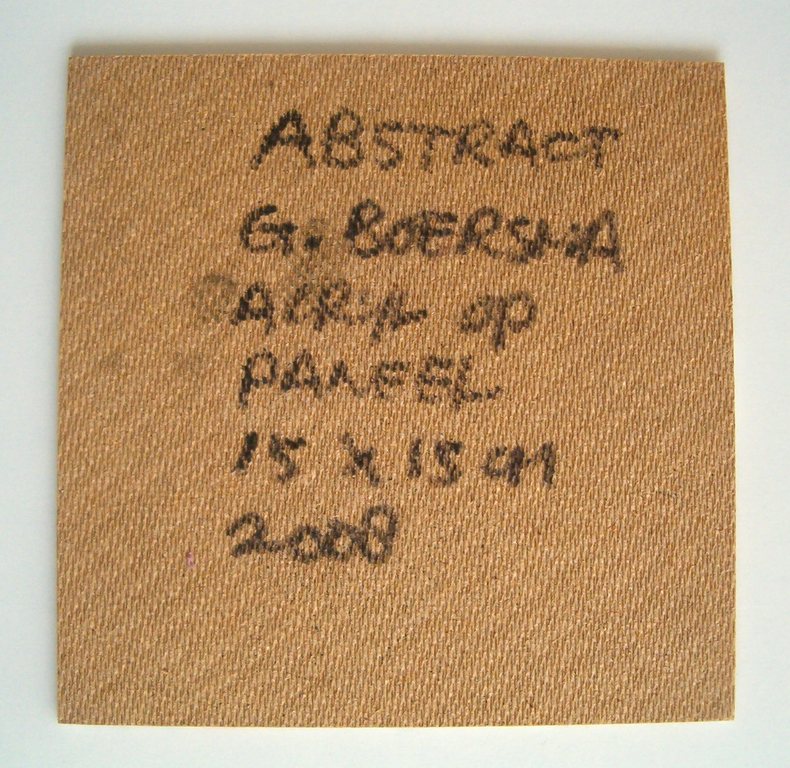 ABSTRACT
G. BOERSMA
ACRYL op
PANEEL
15 X 15 cm
2008